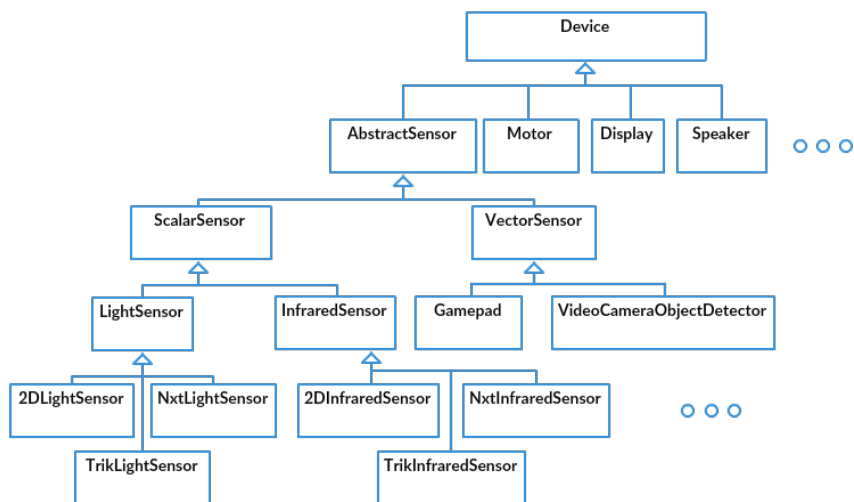 Device
AbstractSensor
Motor
Display
Speaker
ScalarSensor
VectorSensor
LightSensor
InfraredSensor
Gamepad
VideoCameraObjectDetector
2DLightSensor
NxtLightSensor
2DInfraredSensor
NxtInfraredSensor
TrikLightSensor
TrikInfraredSensor